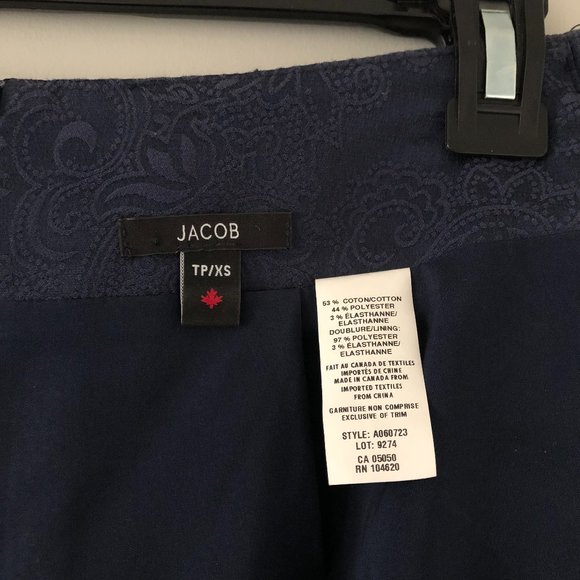 JACOB
TP/XS
53 % COTON/COTTON
44 % POLYESTER
3 % ÉLASTHANNE/
ELASTHANNE
DOUBLURE/LINING:
97 % POLYESTER
3 % ÉLASTHANNE/
ELASTHANNE
FAIT AU CANADA DE TEXTILES
IMPORTÉS DE CHINE
MADE IN CANADA FROM
IMPORTED TEXTILES
FROM CHINA
GARNITURE NON COMPRISE
EXCLUSIVE OF TRIM
STYLE: A060723
LOT: 9274
CA 05050
RN 104620